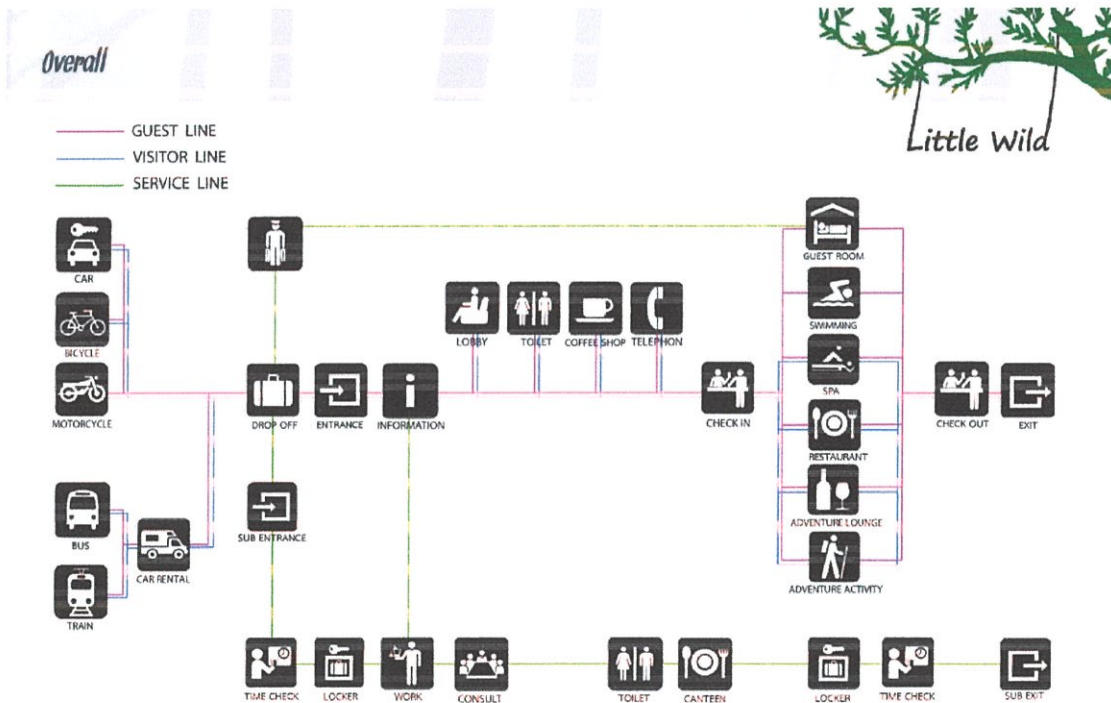 Overall
Little Wild
GUEST LINE
VISITOR LINE
SERVICE LINE
CAR
BICYCLE
MOTORCYCLE
BUS
TRAIN
CAR RENTAL
DROP OFF
SUB ENTRANCE
ENTRANCE
INFORMATION
LOBBY
TOILET
COFFEE SHOP
TELEPHON
CHECK IN
GUEST ROOM
SWIMMING
SPA
RESTAURANT
ADVENTURE LOUNGE
ADVENTURE ACTIVITY
CHECK OUT
EXIT
TIME CHECK
LOCKER
WORK
CONSULT
TOILET
CANTEEN
LOCKER
TIME CHECK
SUB EXIT